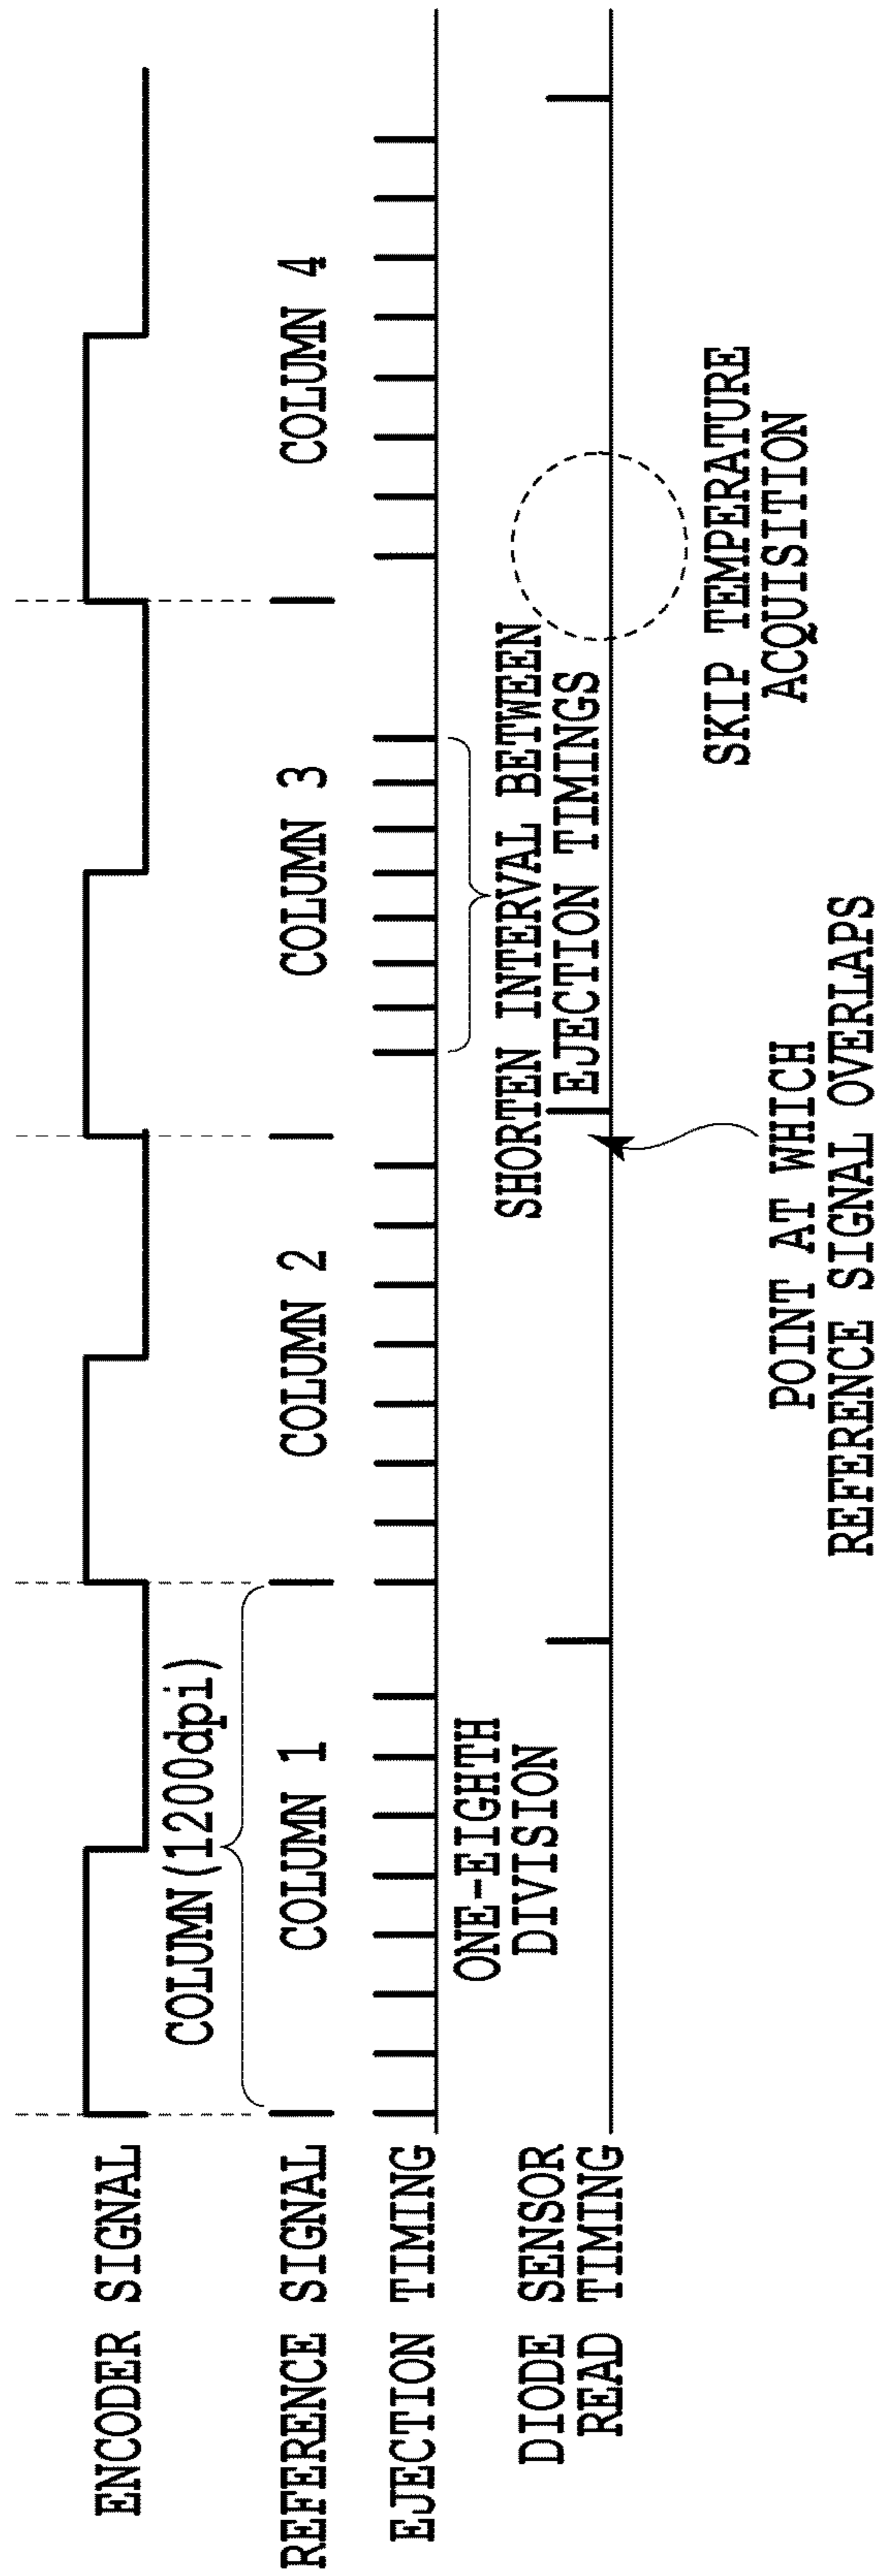 ENCODER SIGNAL
COLUMN(1200dpi)
REFERENCE SIGNAL
COLUMN 1
COLUMN 2
COLUMN 3
COLUMN 4
EJECTION TIMING
ONE-EIGHTH
DIVISION
SHORTEN INTERVAL BETWEEN
EJECTION TIMINGS
DIODE SENSOR
READ TIMING
SKIP TEMPERATURE
ACQUISITION
POINT AT WHICH
REFERENCE SIGNAL OVERLAPS